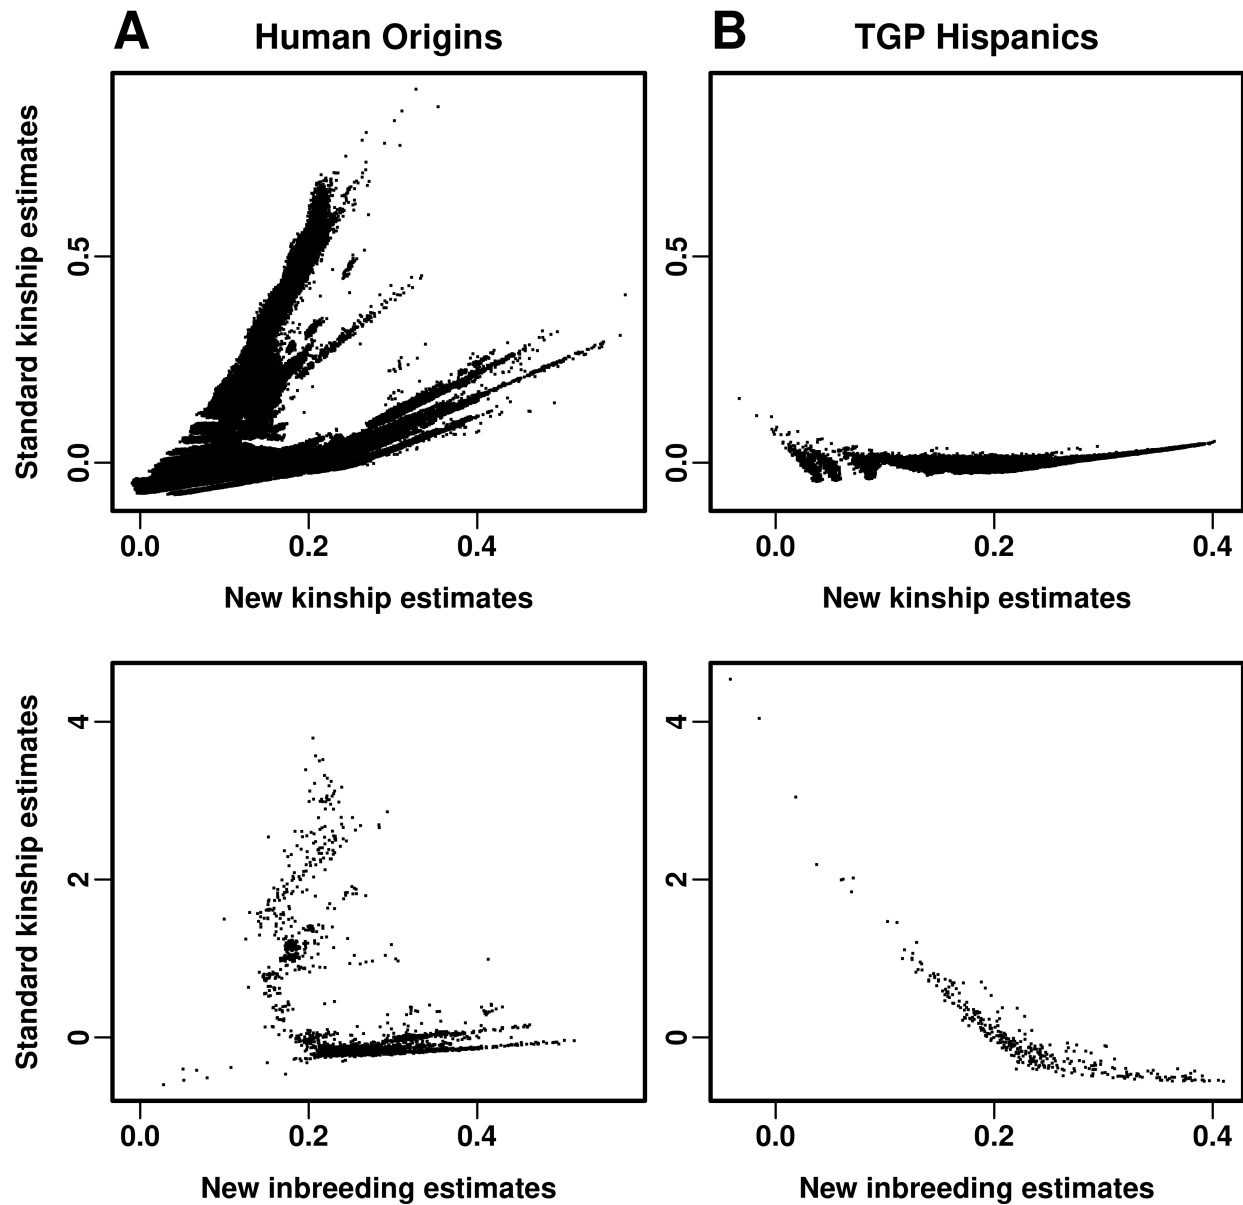 A Human Origins
B TGP Hispanics
Standard kinship estimates
0.5
0.0
0.0 0.2 0.4
New kinship estimates
0.5
0.0
0.0 0.2 0.4
New kinship estimates
Standard kinship estimates
4
2
0
0.0 0.2 0.4
New inbreeding estimates
4
2
0
0.0 0.2 0.4
New inbreeding estimates